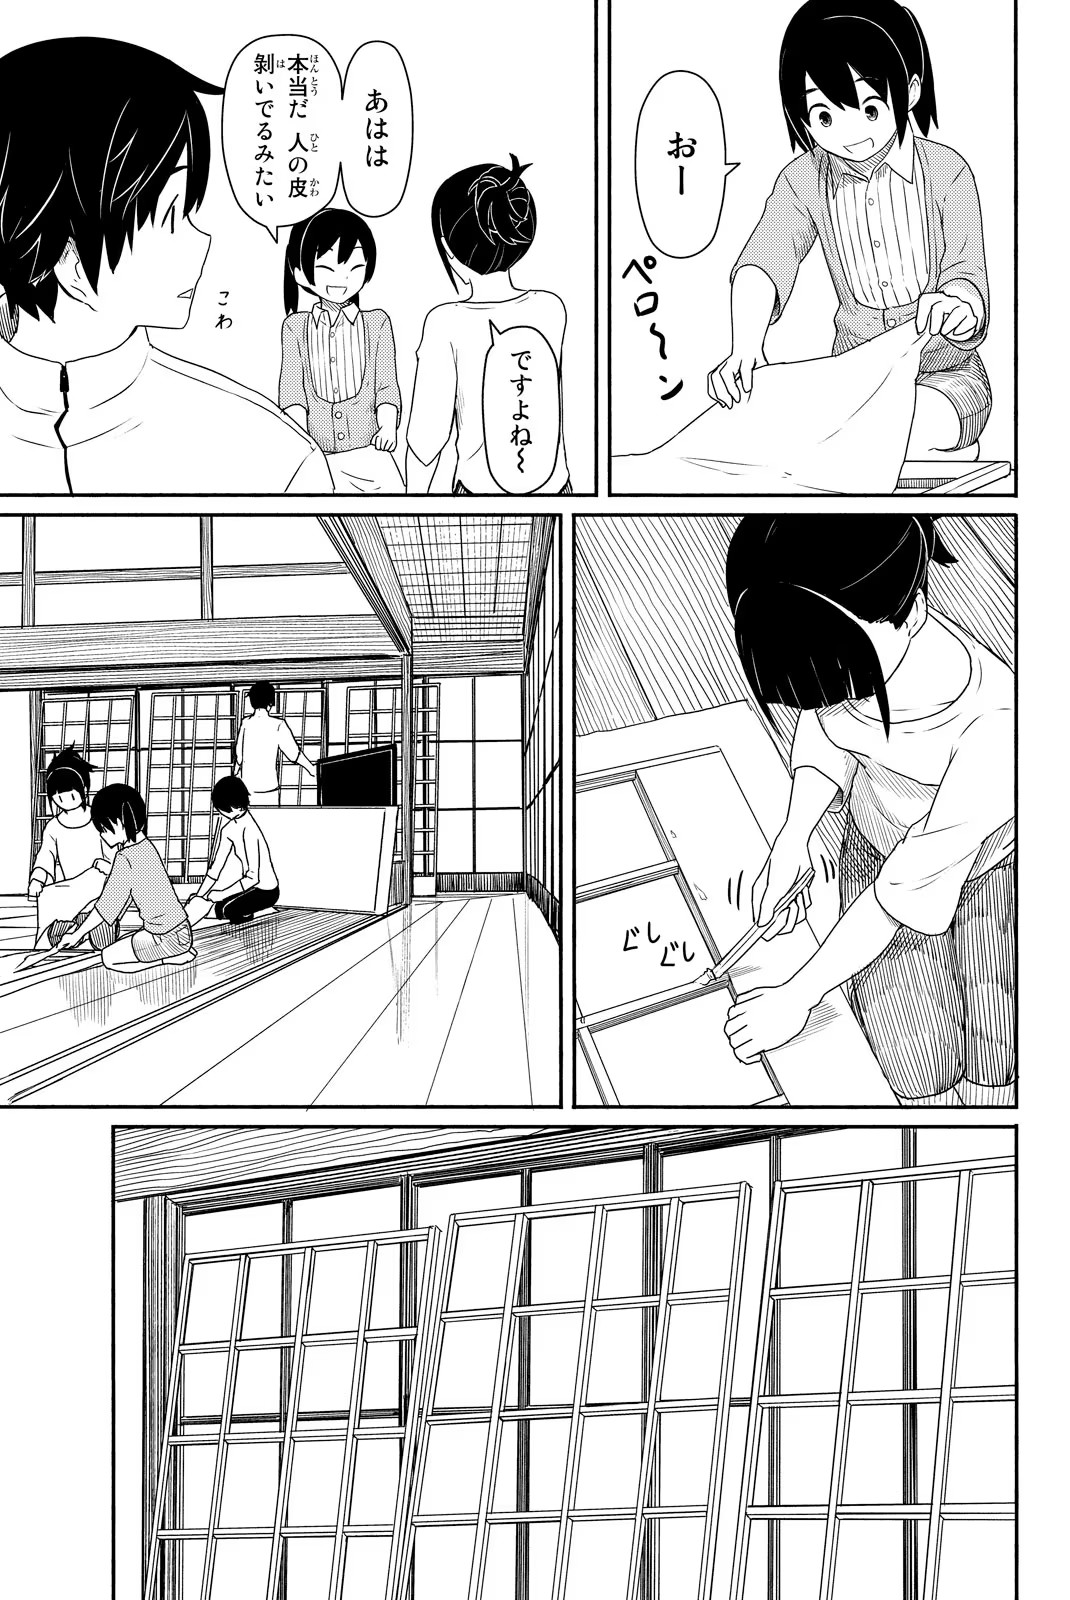 おー
ペロ〜ン
あはは
本当だ 人の皮
剝いでるみたい
ですよね〜
こわ
ぐし
ぐし